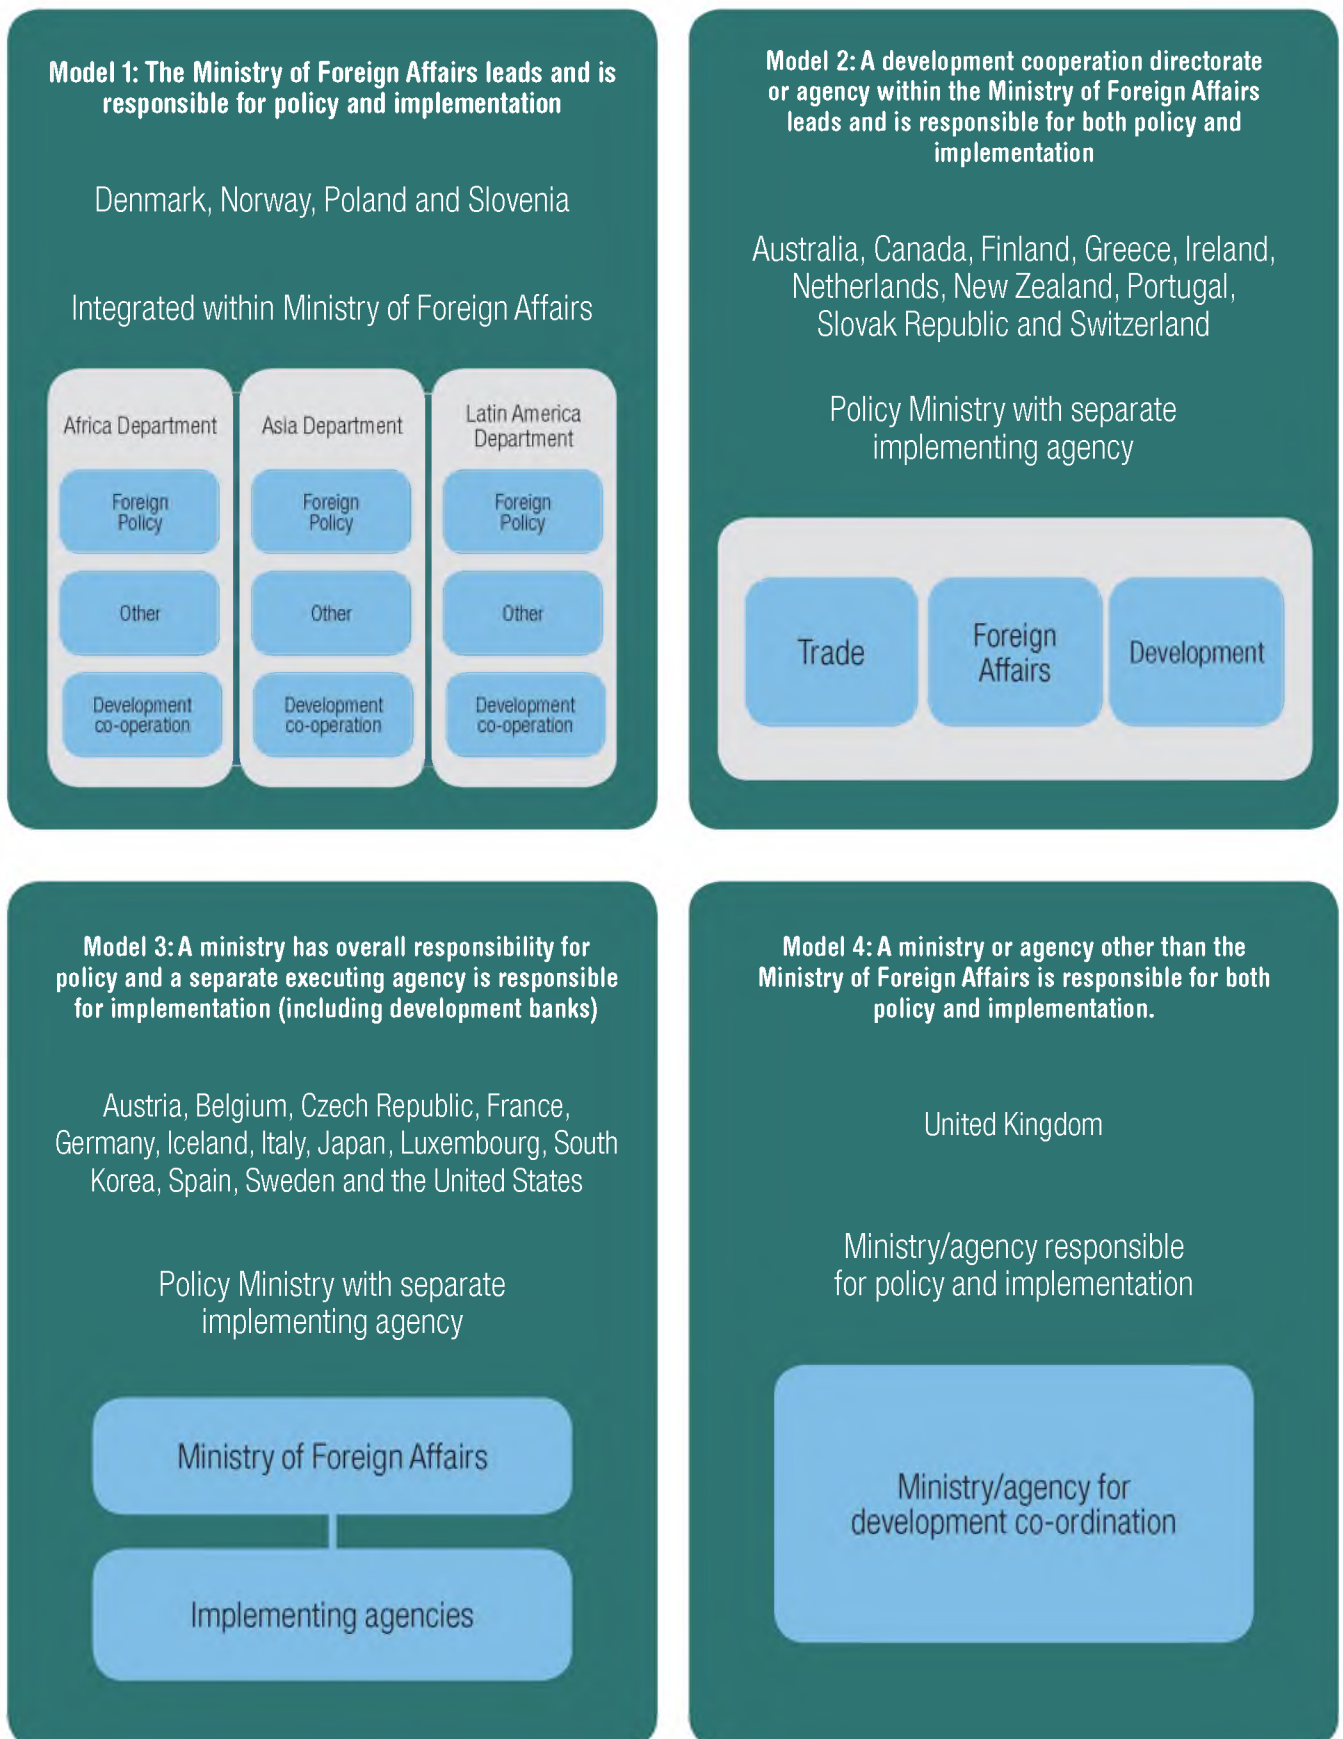 Model 1: The Ministry of Foreign Affairs leads and is
responsible for policy and implementation
Denmark, Norway, Poland and Slovenia
Integrated within Ministry of Foreign Affairs
Africa Department
Foreign
Policy
Other
Development
co-operation
Asia Department
Foreign
Policy
Other
Development
co-operation
Latin America
Department
Foreign
Policy
Other
Development
co-operation
Model 2: A development cooperation directorate
or agency within the Ministry of Foreign Affairs
leads and is responsible for both policy and
implementation
Australia, Canada, Finland, Greece, Ireland,
Netherlands, New Zealand, Portugal,
Slovak Republic and Switzerland
Policy Ministry with separate
implementing agency
Trade
Foreign
Affairs
Development
Model 3: A ministry has overall responsibility for
policy and a separate executing agency is responsible
for implementation (including development banks)
Austria, Belgium, Czech Republic, France,
Germany, Iceland, Italy, Japan, Luxembourg, South
Korea, Spain, Sweden and the United States
Policy Ministry with separate
implementing agency
Ministry of Foreign Affairs
Implementing agencies
Model 4: A ministry or agency other than the
Ministry of Foreign Affairs is responsible for both
policy and implementation.
United Kingdom
Ministry/agency responsible
for policy and implementation
Ministry/agency for
development co-ordination